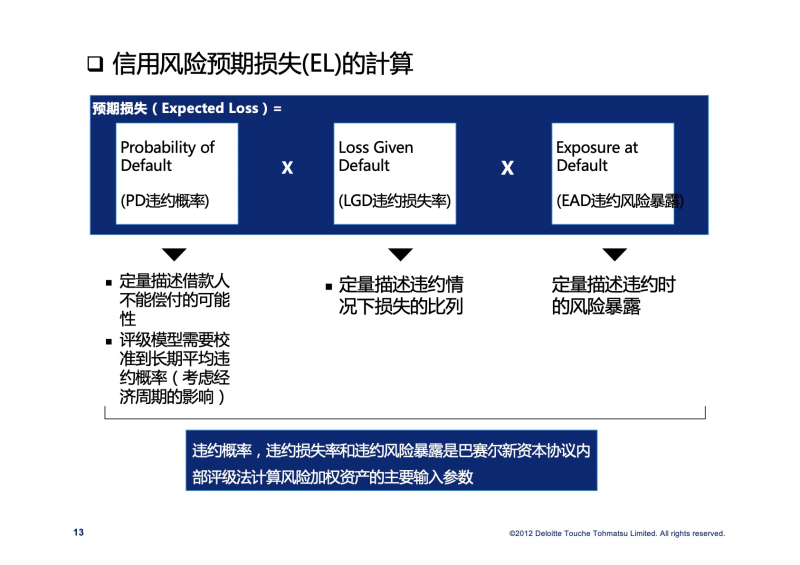 ❑ 信用风险预期损失(EL)的計算
预期损失（Expected Loss）=
Probability of
Default
(PD违约概率)
X
Loss Given
Default
(LGD违约损失率)
X
Exposure at
Default
(EAD违约风险暴露)
▪ 定量描述借款人
不能偿付的可能
性
▪ 评级模型需要校
准到长期平均违
约概率（考虑经
济周期的影响）
▪ 定量描述违约情
况下损失的比列
定量描述违约时
的风险暴露
违约概率，违约损失率和违约风险暴露是巴赛尔新资本协议内
部评级法计算风险加权资产的主要输入参数
13
©2012 Deloitte Touche Tohmatsu Limited. All rights reserved.